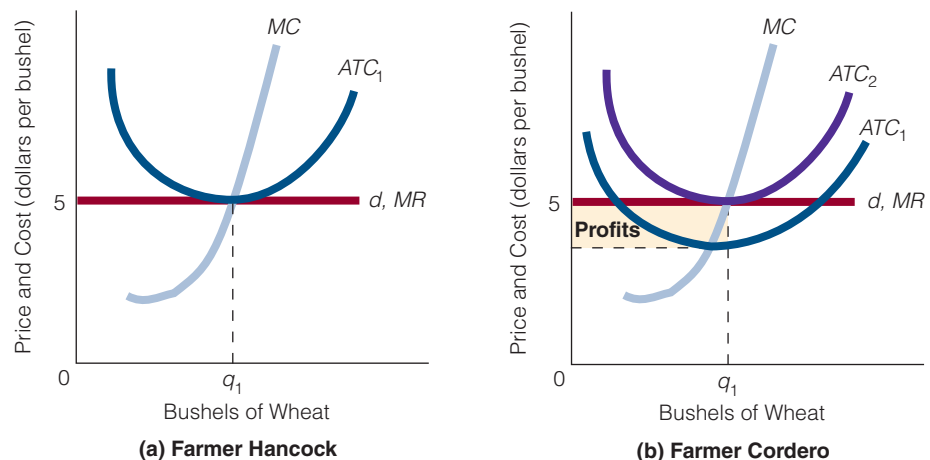 Price and Cost (dollars per bushel)
MC
ATC1
5
d, MR
0
q1
Bushels of Wheat
(a) Farmer Hancock
Price and Cost (dollars per bushel)
MC
ATC2
ATC1
5
d, MR
Profits
0
q1
Bushels of Wheat
(b) Farmer Cordero